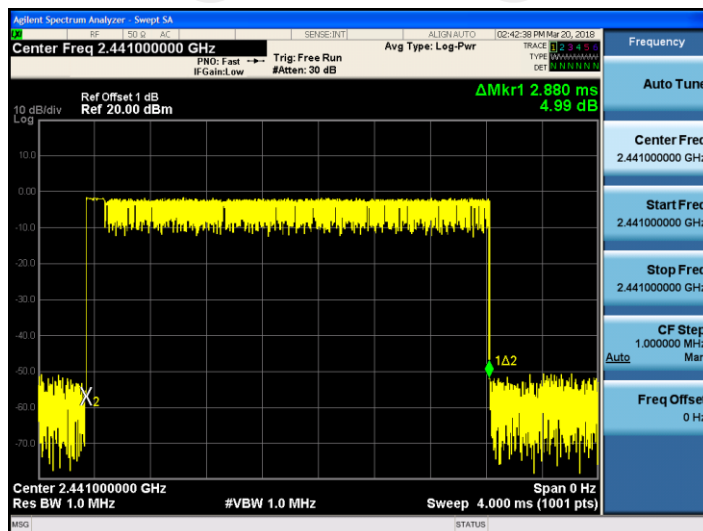 Agilent Spectrum Analyzer - Swept SA
RF 50 Ω AC SENSE:INT ALIGN AUTO 02:42:38 PM Mar 20, 2018
Center Freq 2.441000000 GHz
PNO: Fast
IFGain:Low
Trig: Free Run
#Atten: 30 dB
Avg Type: Log-Pwr
TRACE 1 2 3 4 5 6
TYPE
DET N N N N N N
Ref Offset 1 dB
Ref 20.00 dBm
10 dB/div
Log
ΔMkr1 2.880 ms
4.99 dB
10.0
0.00
-10.0
-20.0
-30.0
-40.0
-50.0
-60.0
-70.0
1Δ2
X2
Center 2.441000000 GHz
Span 0 Hz
Res BW 1.0 MHz
#VBW 1.0 MHz
Sweep 4.000 ms (1001 pts)
MSG
STATUS
Frequency
Auto Tune
Center Freq
2.441000000 GHz
Start Freq
2.441000000 GHz
Stop Freq
2.441000000 GHz
CF Step
1.000000 MHz
Auto Man
Freq Offset
0 Hz